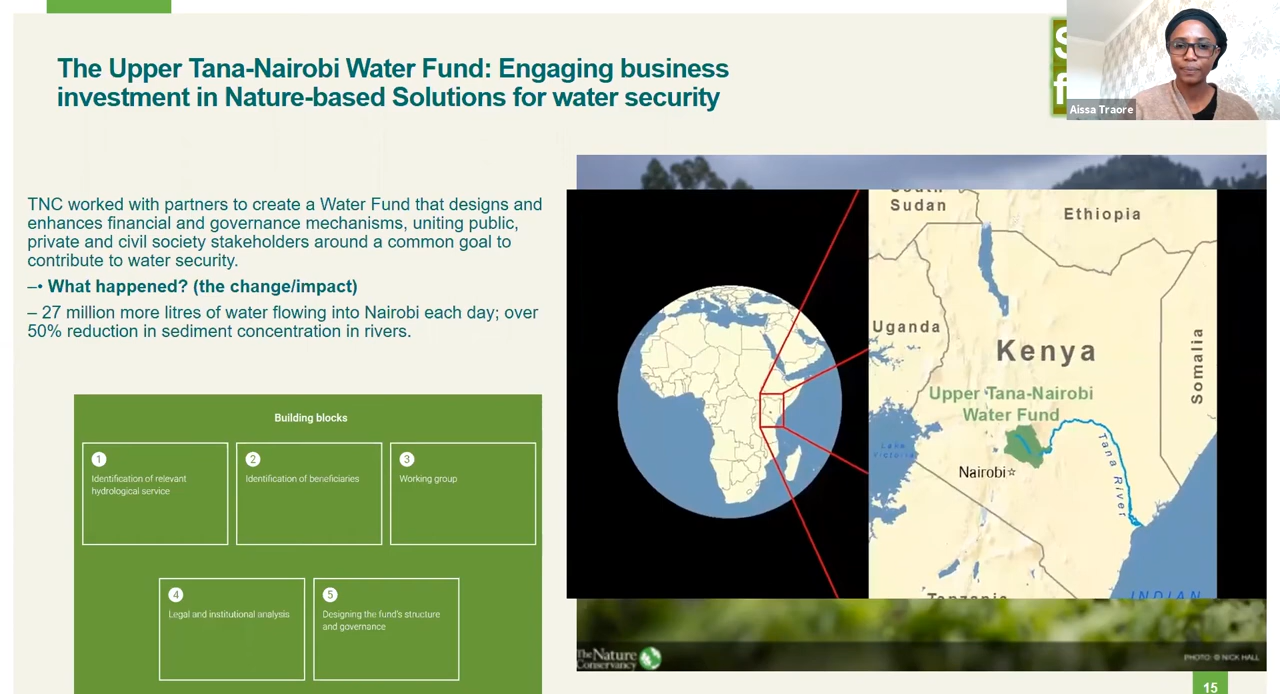 The Upper Tana-Nairobi Water Fund: Engaging business
investment in Nature-based Solutions for water security
Aissa Traore
TNC worked with partners to create a Water Fund that designs and
enhances financial and governance mechanisms, uniting public,
private and civil society stakeholders around a common goal to
contribute to water security.
–• What happened? (the change/impact)
– 27 million more litres of water flowing into Nairobi each day; over
50% reduction in sediment concentration in rivers.
Building blocks
1
Identification of relevant
hydrological service
2
Identification of beneficiaries
3
Working group
4
Legal and institutional analysis
5
Designing the fund's structure
and governance
South
Sudan
Ethiopia
Uganda
Kenya
Somalia
Upper Tana-Nairobi
Water Fund
Lake
Victoria
Nairobi
Tana River
Tanzania
INDIAN
The Nature
Conservancy
PHOTO: © NICK HALL
15